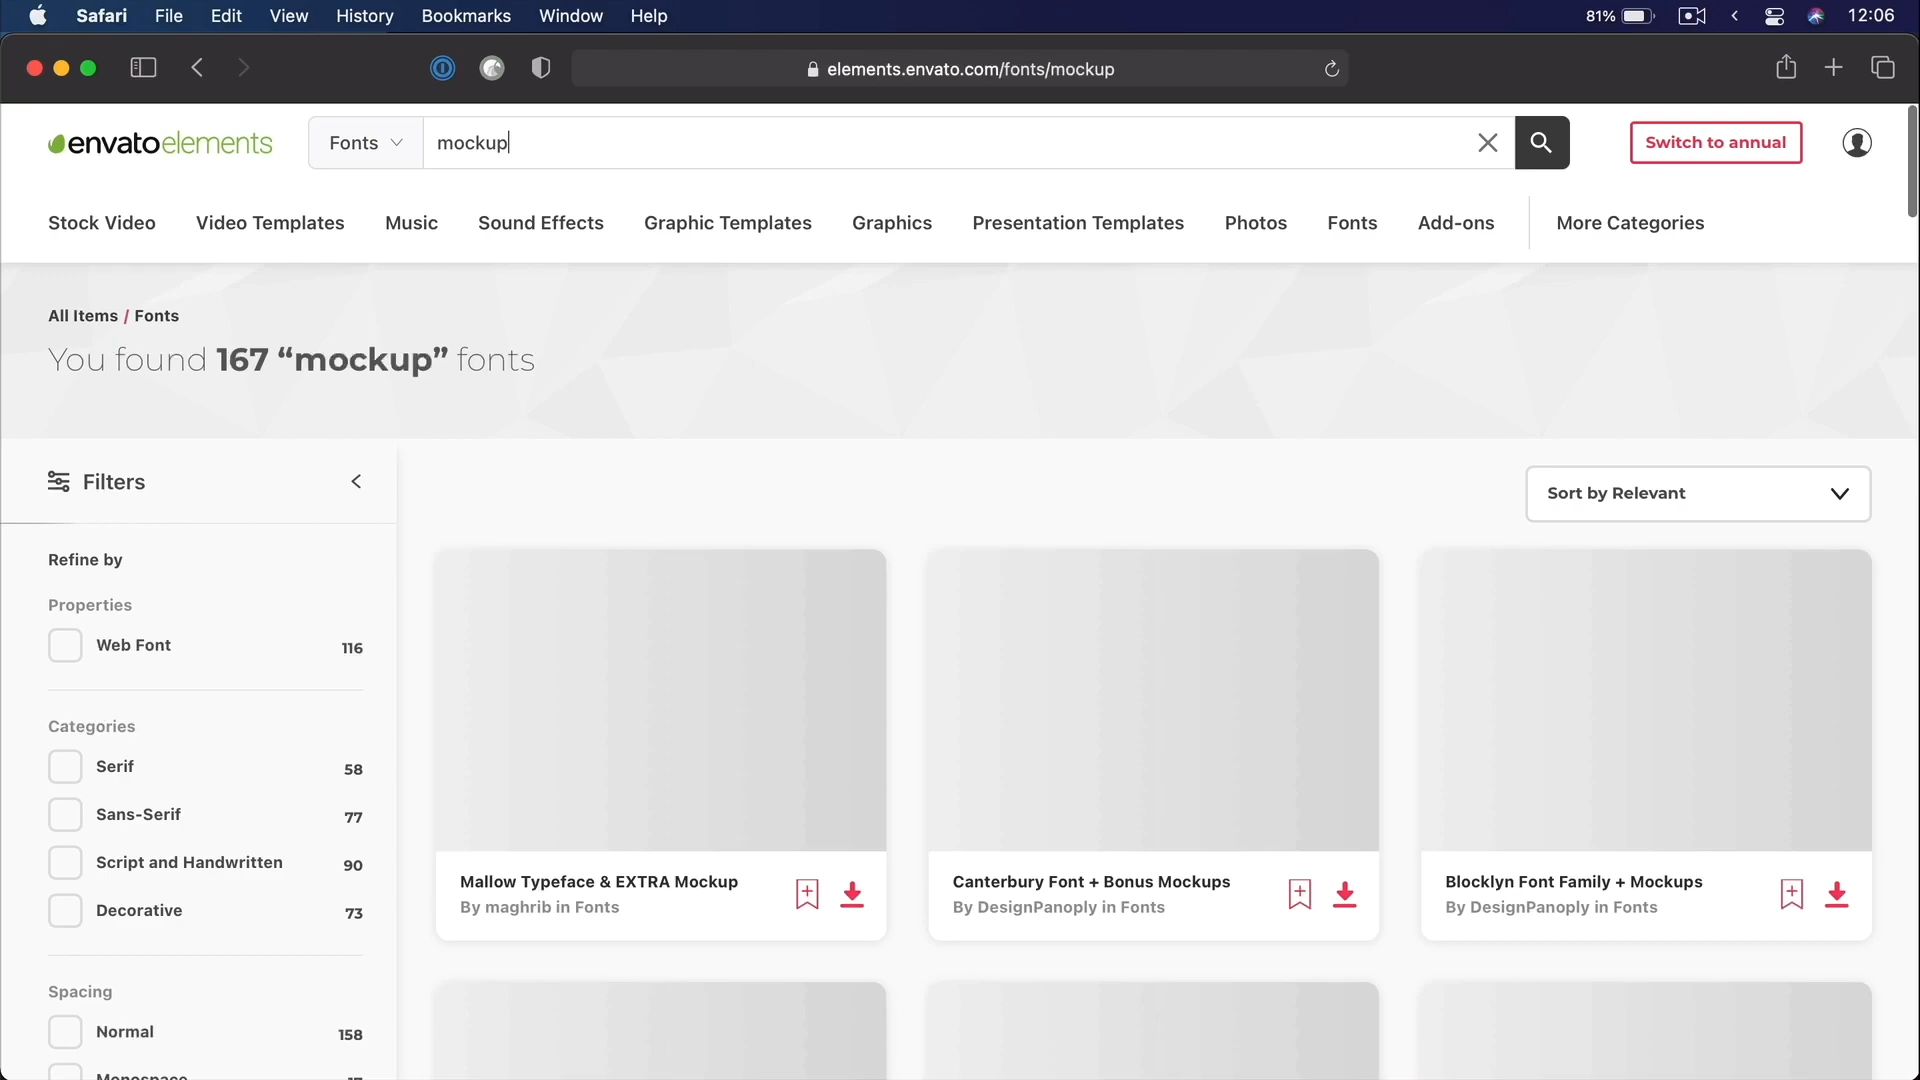 Safari File Edit View History Bookmarks Window Help 81% 12:06
elements.envato.com/fonts/mockup
envatoelements Fonts mockup Switch to annual
Stock Video Video Templates Music Sound Effects Graphic Templates Graphics Presentation Templates Photos Fonts Add-ons More Categories
All Items / Fonts
You found 167 “mockup” fonts
Filters
Sort by Relevant
Refine by
Properties
Web Font 116
Categories
Serif 58
Sans-Serif 77
Script and Handwritten 90
Decorative 73
Spacing
Normal 158
Monospace 17
Mallow Typeface & EXTRA Mockup
By maghrib in Fonts
Canterbury Font + Bonus Mockups
By DesignPanoply in Fonts
Blocklyn Font Family + Mockups
By DesignPanoply in Fonts